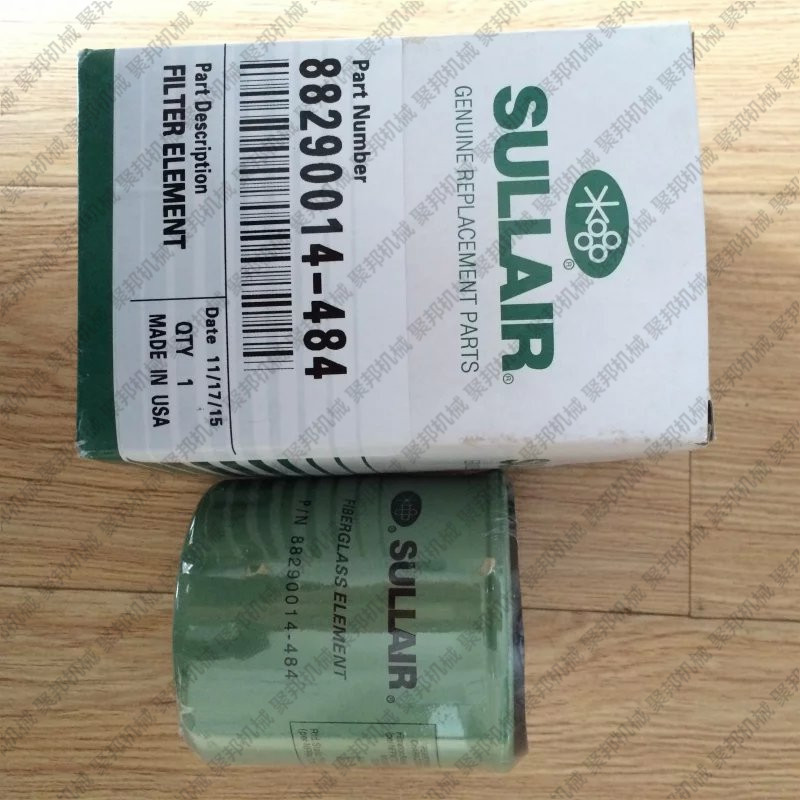 SULLAIR®
GENUINE REPLACEMENT PARTS
Part Number
88290014-484
Part Description
FILTER ELEMENT
Date 11/17/15
QTY 1
MADE IN USA
® SULLAIR®
FIBERGLASS ELEMENT
P/N 88290014-484
聚邦机械